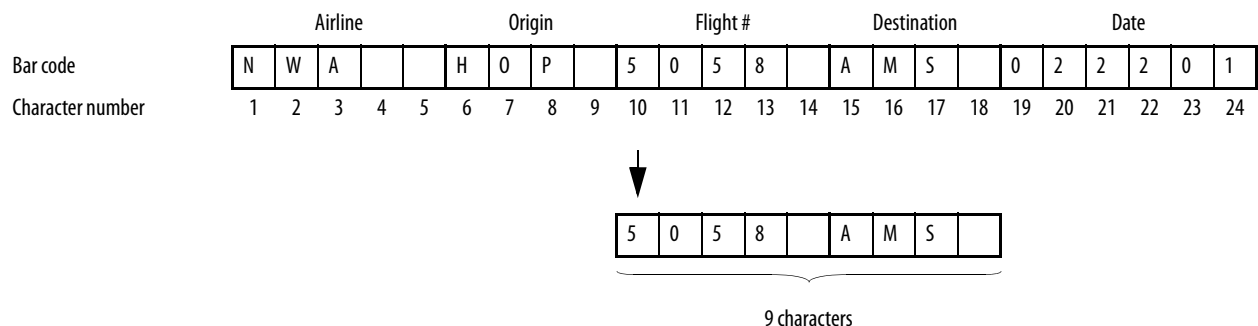 Airline Origin Flight # Destination Date
Bar code N W A H O P 5 0 5 8 A M S 0 2 2 2 0 1
Character number 1 2 3 4 5 6 7 8 9 10 11 12 13 14 15 16 17 18 19 20 21 22 23 24
5 0 5 8 A M S
9 characters